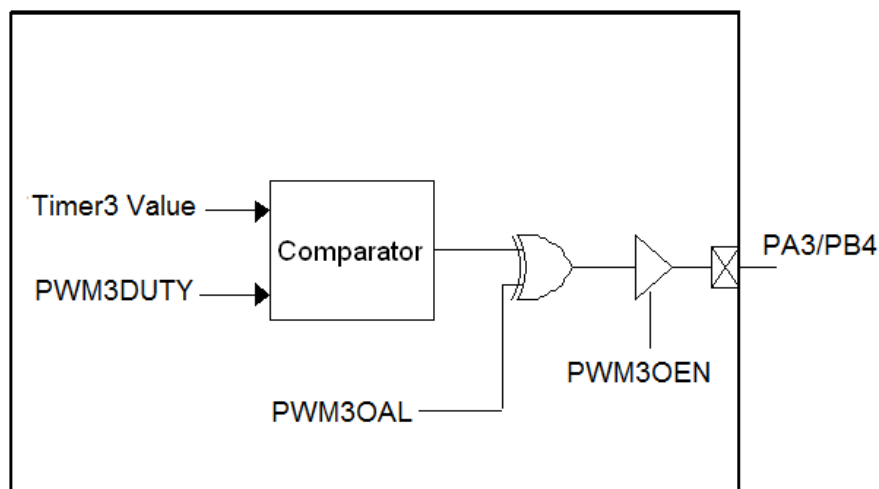 Timer3 Value
Comparator
PWM3DUTY
PA3/PB4
PWM3OEN
PWM3OAL